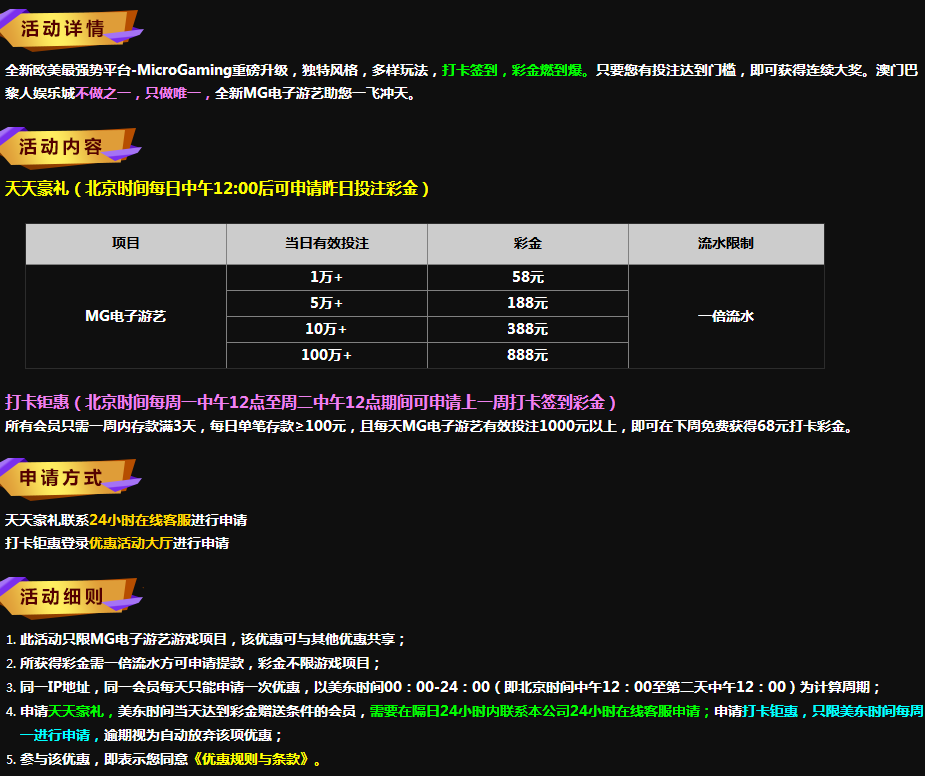 活动详情
全新欧美最强势平台-MicroGaming重磅升级，独特风格，多样玩法，打卡签到，彩金燃到爆。只要您有投注达到门槛，即可获得连续大奖。澳门巴
黎人娱乐城不做之一，只做唯一，全新MG电子游艺助您一飞冲天。
活动内容
天天豪礼（北京时间每日中午12:00后可申请昨日投注彩金）
项目 当日有效投注 彩金 流水限制
1万+ 58元
5万+ 188元
MG电子游艺 一倍流水
10万+ 388元
100万+ 888元
打卡钜惠（北京时间每周一中午12点至周二中午12点期间可申请上一周打卡签到彩金）
所有会员只需一周内存款满3天，每日单笔存款≥100元，且每天MG电子游艺有效投注1000元以上，即可在下周免费获得68元打卡彩金。
申请方式
天天豪礼联系24小时在线客服进行申请
打卡钜惠登录优惠活动大厅进行申请
活动细则
1. 此活动只限MG电子游艺游戏项目，该优惠可与其他优惠共享；
2. 所获得彩金需一倍流水方可申请提款，彩金不限游戏项目；
3. 同一IP地址，同一会员每天只能申请一次优惠，以美东时间00：00-24：00（即北京时间中午12：00至第二天中午12：00）为计算周期；
4. 申请天天豪礼，美东时间当天达到彩金赠送条件的会员，需要在隔日24小时内联系本公司24小时在线客服申请；申请打卡钜惠，只限美东时间每周
一进行申请，逾期视为自动放弃该项优惠；
5. 参与该优惠，即表示您同意《优惠规则与条款》。